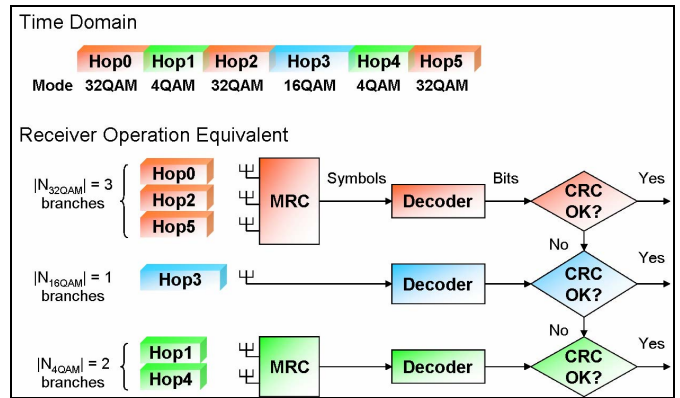 Time Domain
Hop0 Hop1 Hop2 Hop3 Hop4 Hop5
Mode 32QAM 4QAM 32QAM 16QAM 4QAM 32QAM
Receiver Operation Equivalent
|N32QAM| = 3
branches
Hop0
Hop2
Hop5
MRC
Symbols
Decoder
Bits
CRC
OK?
Yes
No
|N16QAM| = 1
branches
Hop3
Decoder
CRC
OK?
Yes
No
|N4QAM| = 2
branches
Hop1
Hop4
MRC
Decoder
CRC
OK?
Yes